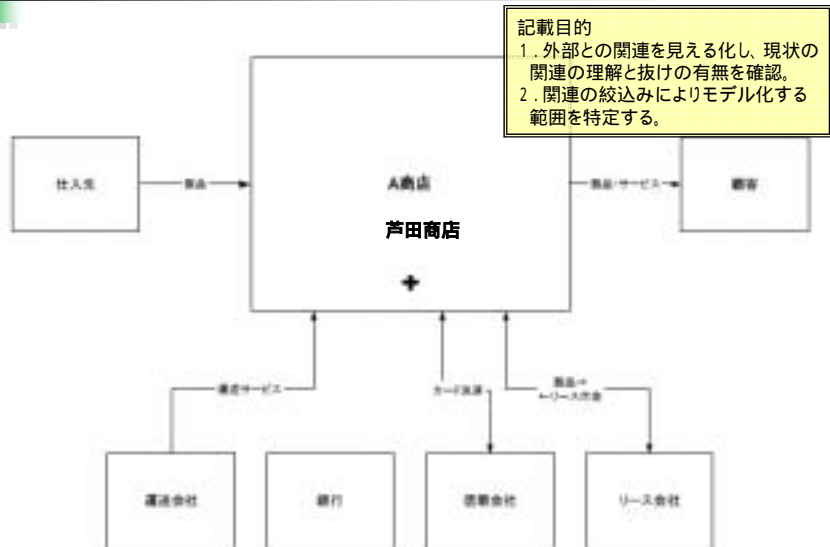 記載目的
1.外部との関連を見える化し、現状の
関連の理解と抜けの有無を確認。
2.関連の絞込みによりモデル化する
範囲を特定する。
仕入先
製品
A商店
芦田商店
製品・サービス
顧客
運送サービス
カード決済
製品⇒
←リース代金
運送会社
銀行
信販会社
リース会社